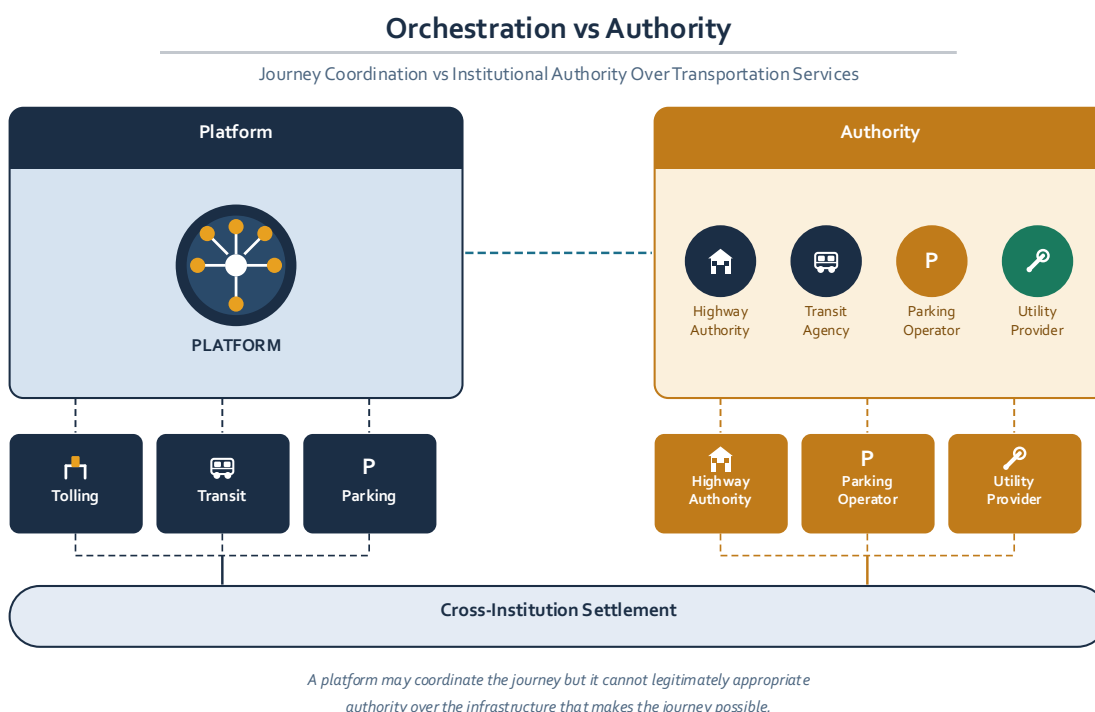 Orchestration vs Authority
Journey Coordination vs Institutional Authority Over Transportation Services
Platform
PLATFORM
Authority
P
Highway
Authority
Transit
Agency
Parking
Operator
Utility
Provider
Tolling
Transit
P
Parking
Highway
Authority
P
Parking
Operator
Utility
Provider
Cross-Institution Settlement
A platform may coordinate the journey but it cannot legitimately appropriate
authority over the infrastructure that makes the journey possible.